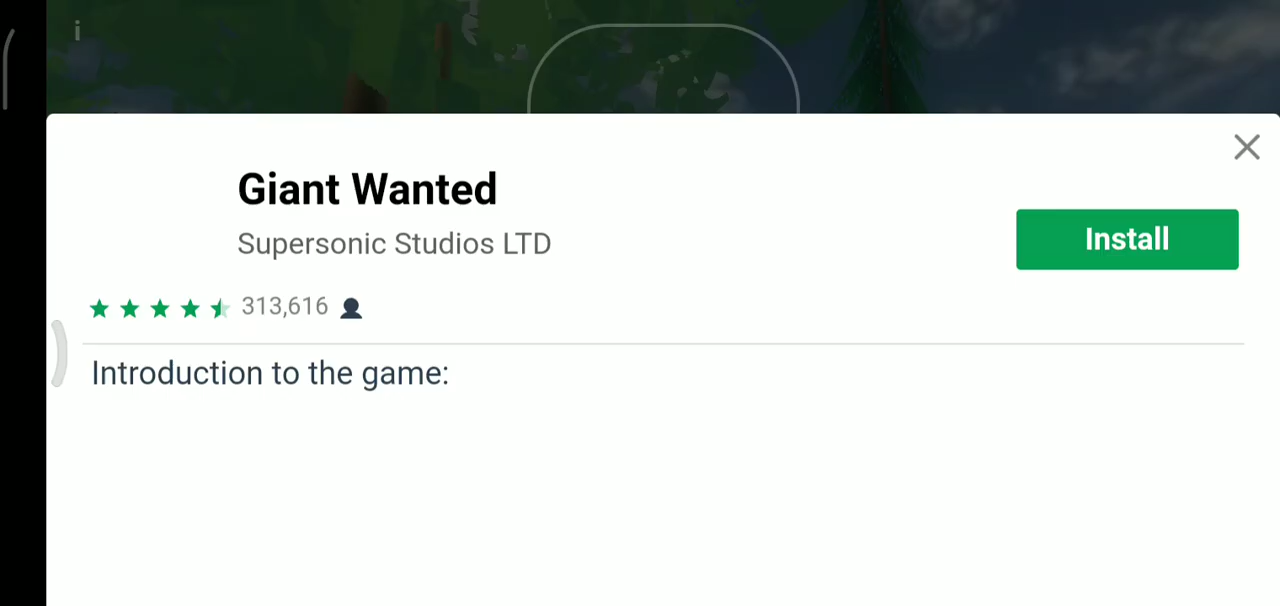 i
Giant Wanted
Supersonic Studios LTD
Install
313,616
Introduction to the game: